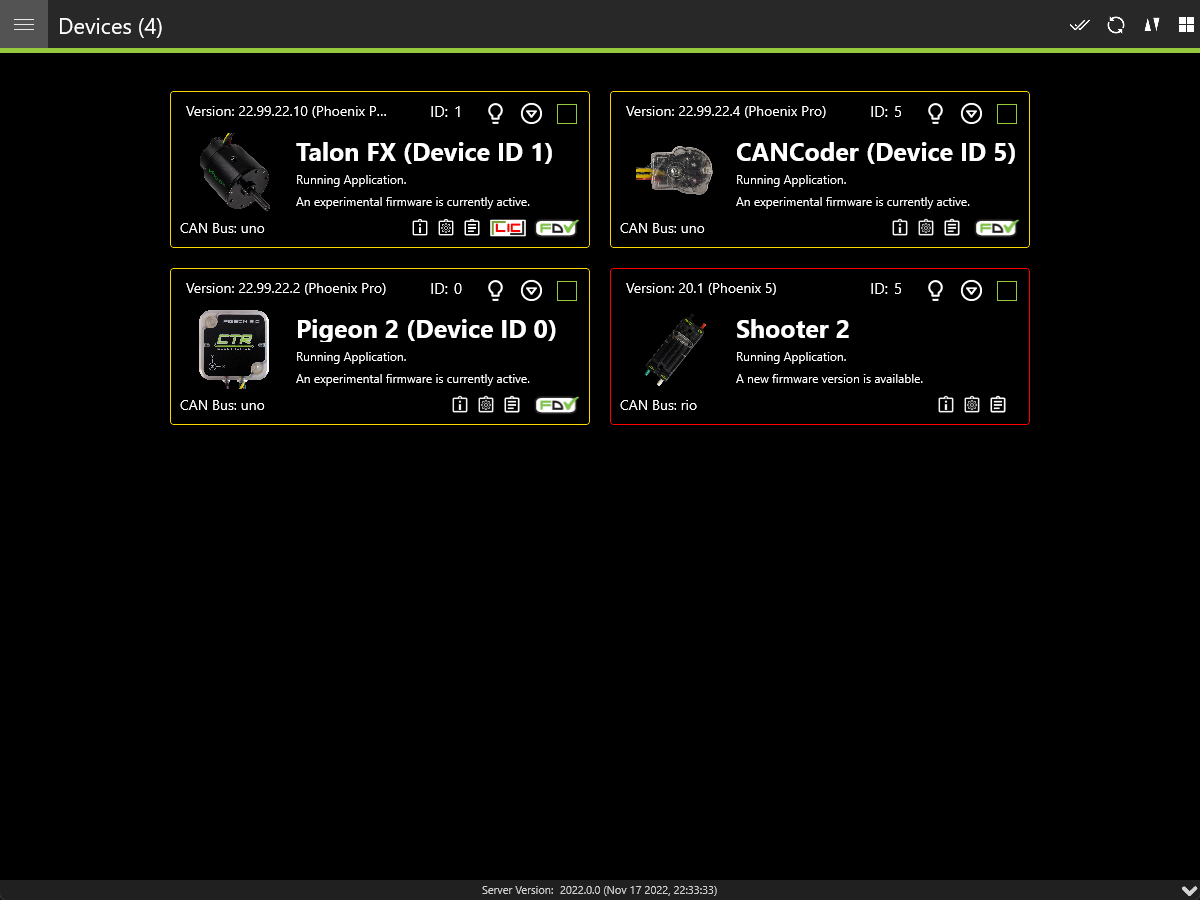 Devices (4)
Version: 22.99.22.10 (Phoenix P... ID: 1
Talon FX (Device ID 1)
Running Application.
An experimental firmware is currently active.
CAN Bus: uno
LIC FDV
Version: 22.99.22.4 (Phoenix Pro) ID: 5
CANCoder (Device ID 5)
Running Application.
An experimental firmware is currently active.
CAN Bus: uno
FDV
Version: 22.99.22.2 (Phoenix Pro) ID: 0
PIGEON 2.0
CTR
Pigeon 2 (Device ID 0)
Running Application.
An experimental firmware is currently active.
CAN Bus: uno
FDV
Version: 20.1 (Phoenix 5) ID: 5
Shooter 2
Running Application.
A new firmware version is available.
CAN Bus: rio
Server Version: 2022.0.0 (Nov 17 2022, 22:33:33)